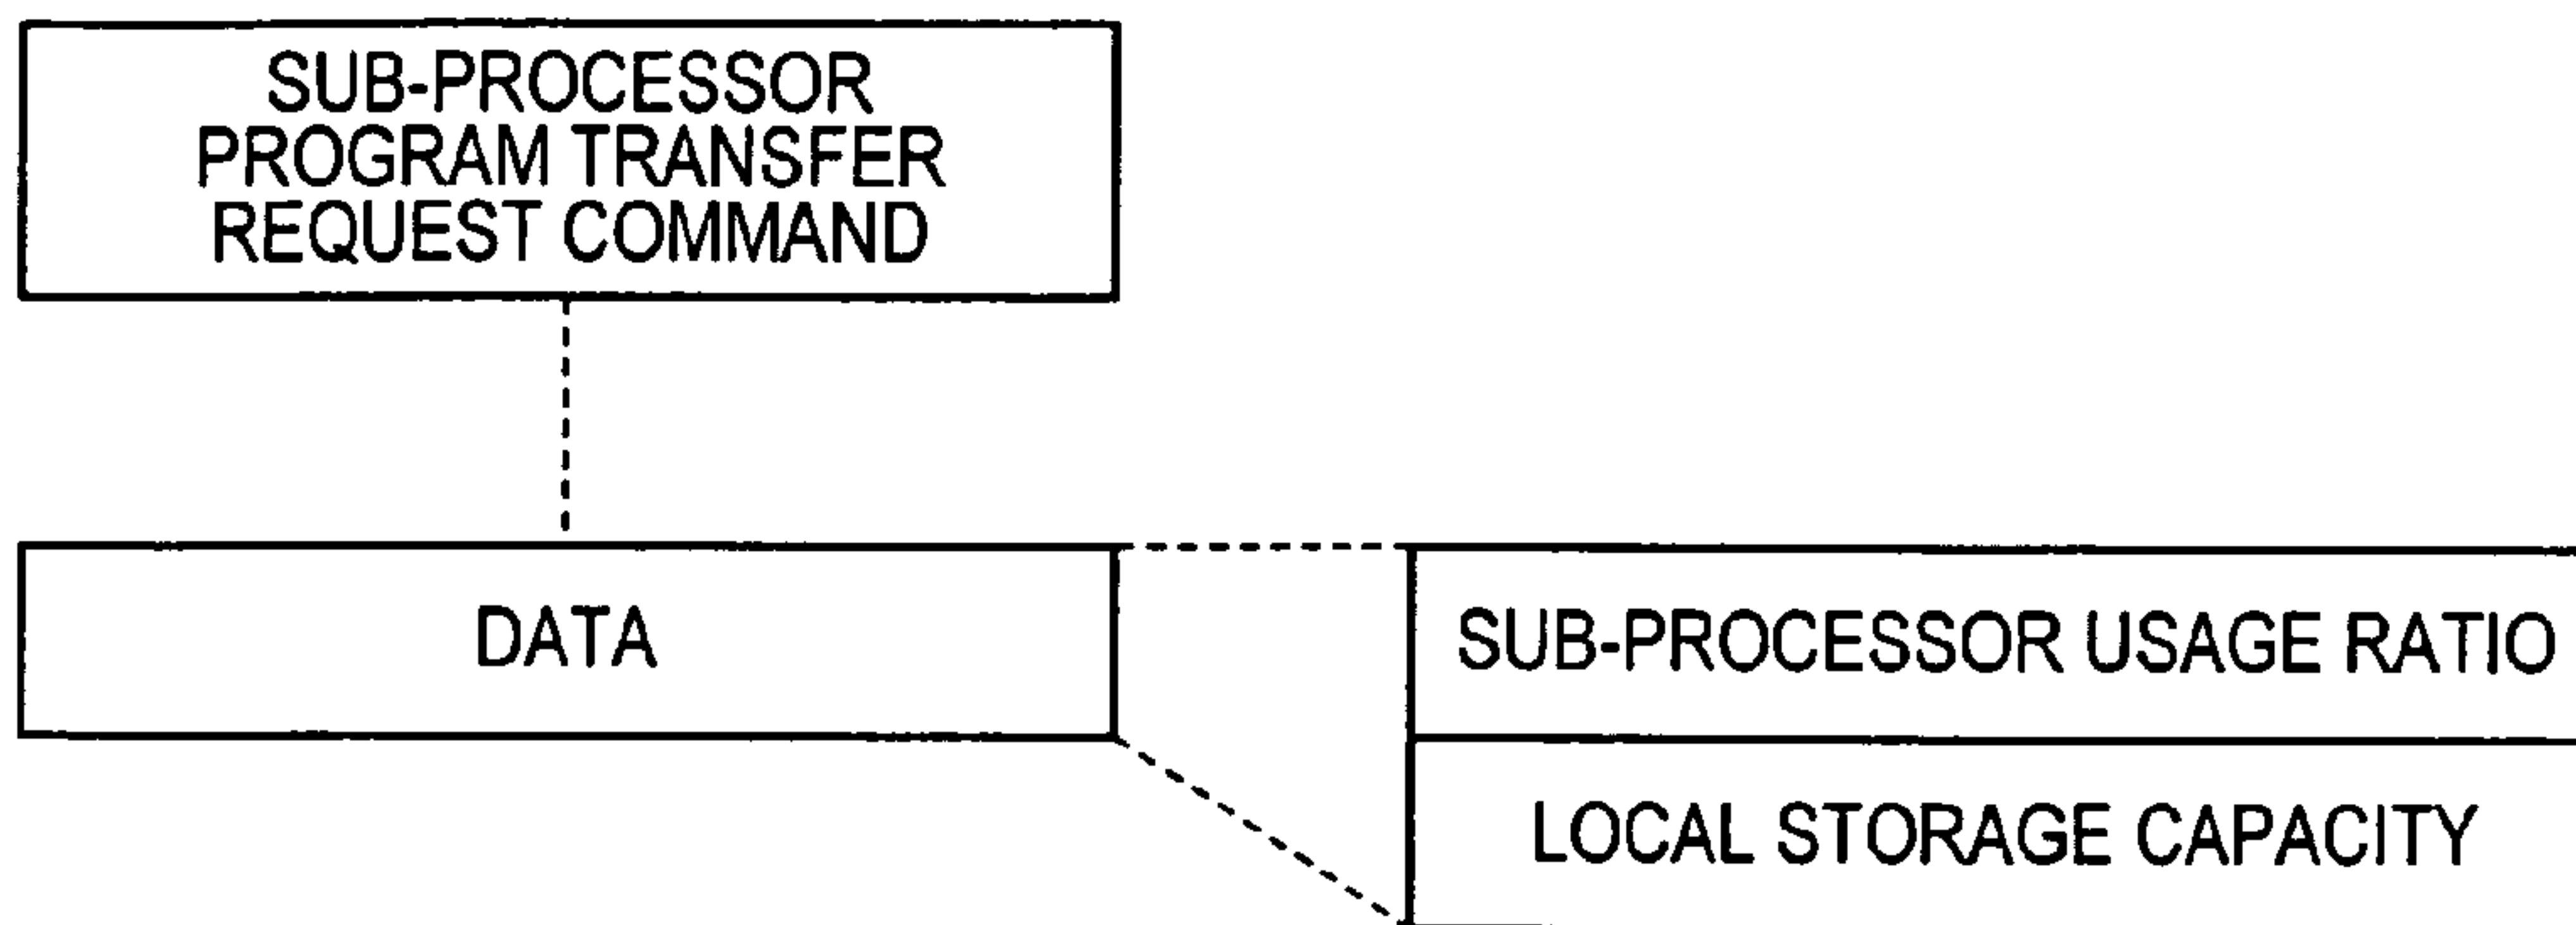 SUB-PROCESSOR
PROGRAM TRANSFER
REQUEST COMMAND
DATA
SUB-PROCESSOR USAGE RATIO
LOCAL STORAGE CAPACITY